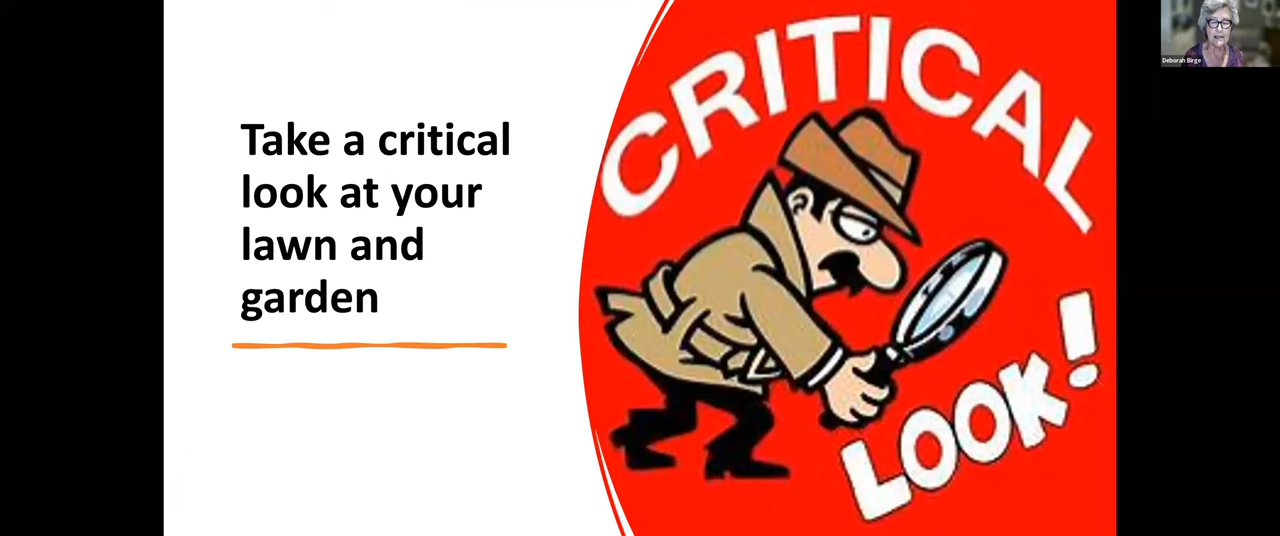 Take a critical
look at your
lawn and
garden
CRITICAL
LOOK!
Deborah Birge